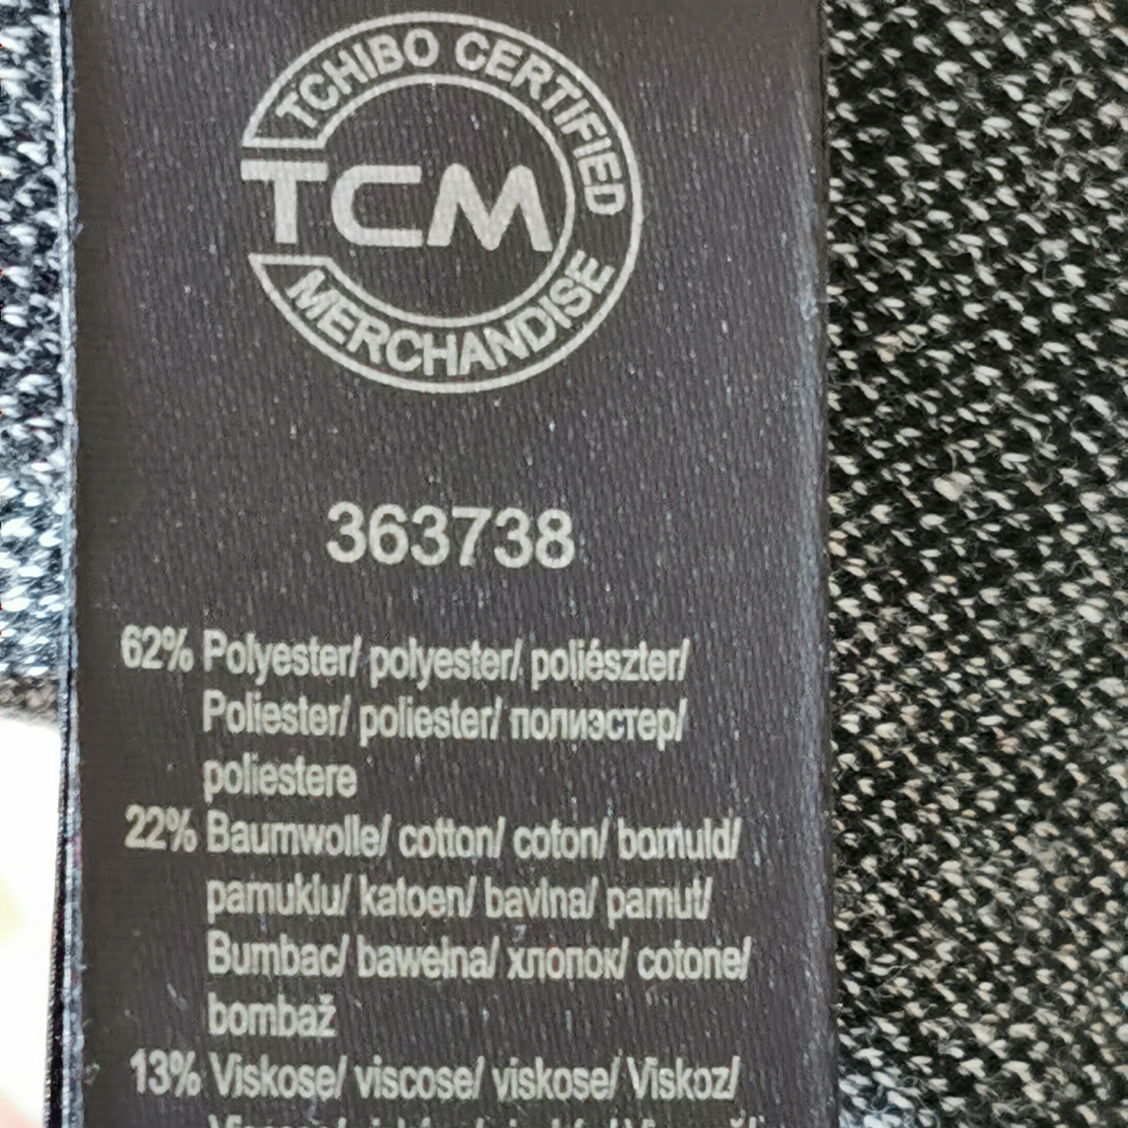 TCHIBO CERTIFIED
TCM
MERCHANDISE
363738
62% Polyester/ polyester/ poliészter/
Poliester/ poliester/ полиэстер/
poliestere
22% Baumwolle/ cotton/ coton/ bomuld/
pamuklu/ katoen/ bavlna/ pamut/
Bumbac/ bawełna/ хлопок/ cotone/
bombaž
13% Viskose/ viscose/ viskose/ Viskoz/